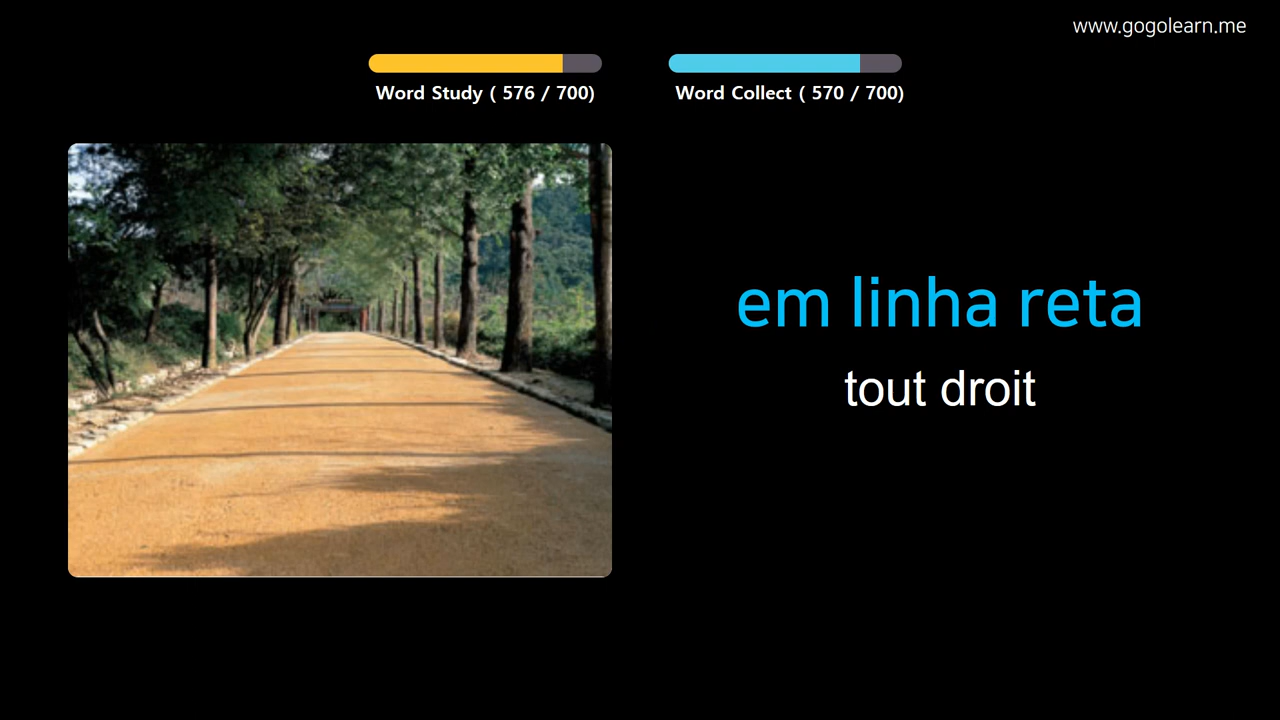 www.gogolearn.me
Word Study ( 576 / 700)
Word Collect ( 570 / 700)
em linha reta
tout droit